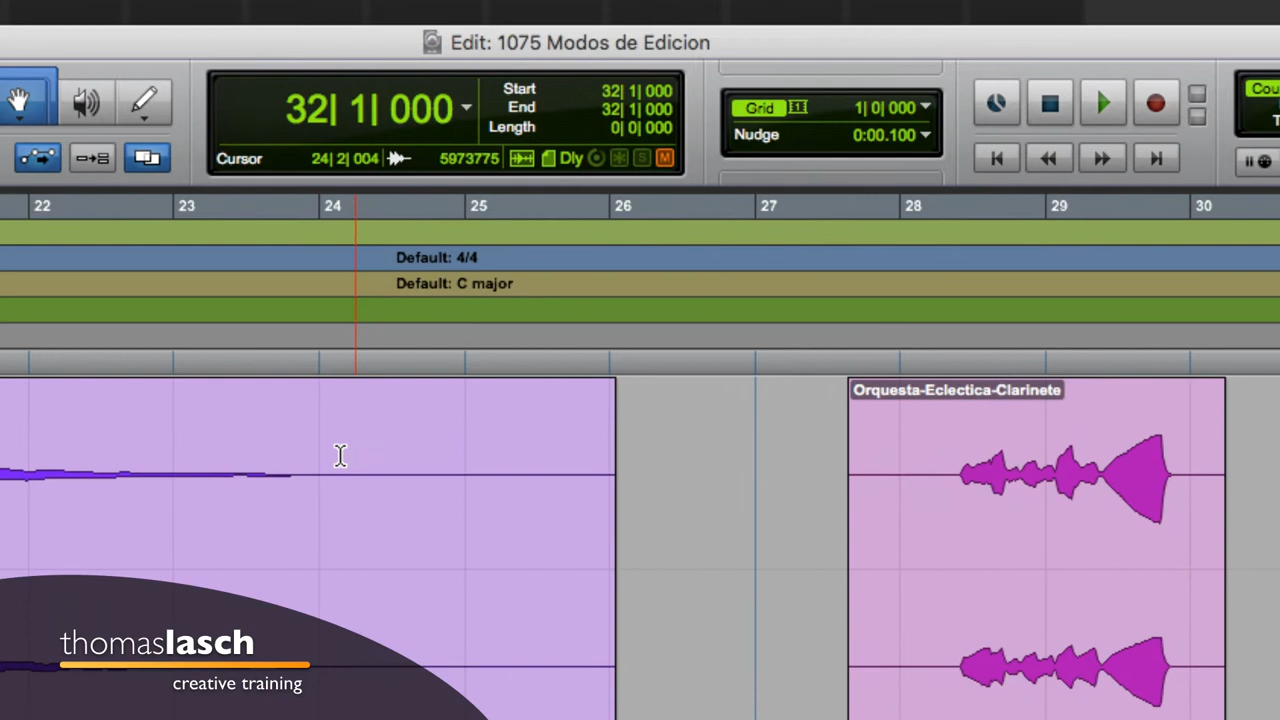 Edit: 1075 Modos de Edicion
32| 1| 000
Start 32| 1| 000
End 32| 1| 000
Length 0| 0| 000
Cursor 24| 2| 004 5973775 Dly S M
Grid 1| 0| 000
Nudge 0:00.100
Cou
T
22 23 24 25 26 27 28 29 30
Default: 4/4
Default: C major
Orquesta-Eclectica-Clarinete
thomaslasch
creative training